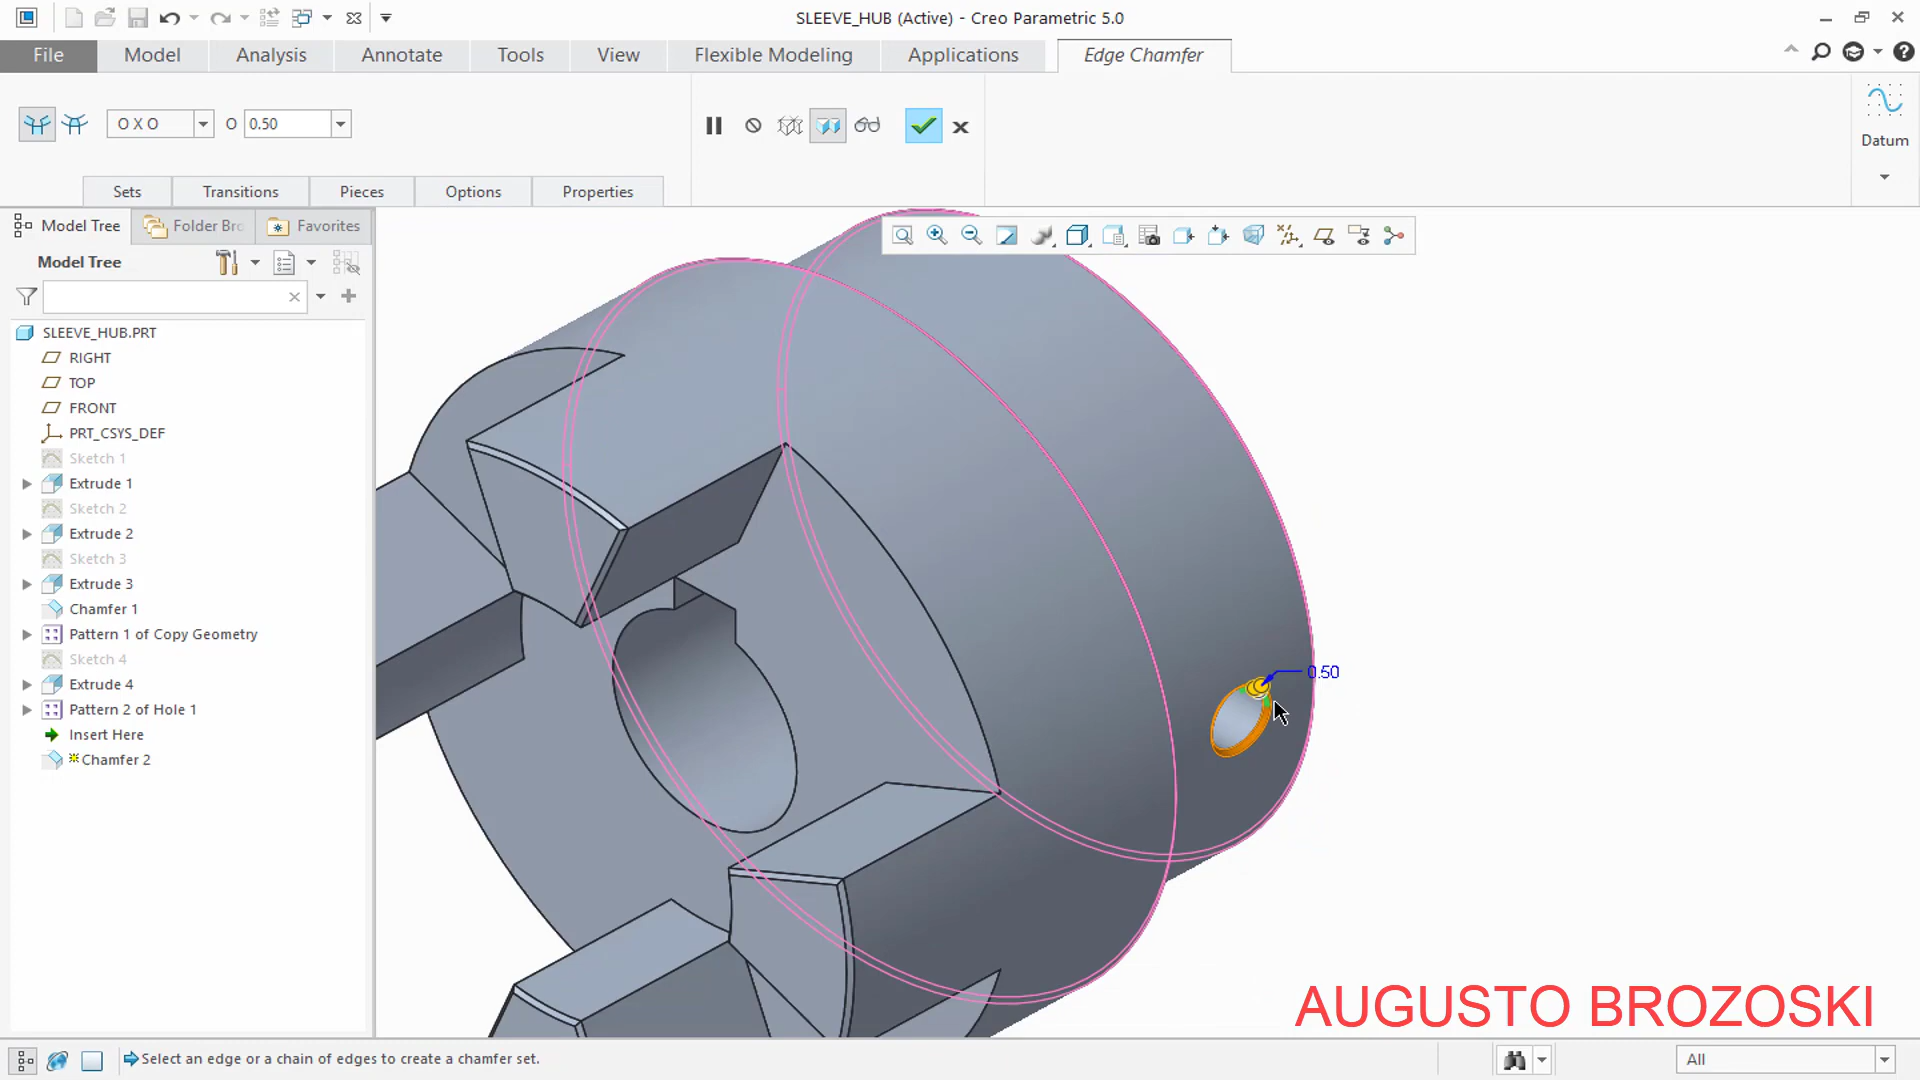 SLEEVE_HUB (Active) - Creo Parametric 5.0
File
Model
Analysis
Annotate
Tools
View
Flexible Modeling
Applications
Edge Chamfer
O X O
O
0.50
Datum
Sets
Transitions
Pieces
Options
Properties
Model Tree
Folder Bro
Favorites
Model Tree
SLEEVE_HUB.PRT
RIGHT
TOP
FRONT
PRT_CSYS_DEF
Sketch 1
Extrude 1
Sketch 2
Extrude 2
Sketch 3
Extrude 3
Chamfer 1
Pattern 1 of Copy Geometry
Sketch 4
Extrude 4
Pattern 2 of Hole 1
Insert Here
Chamfer 2
0.50
AUGUSTO BROZOSKI
Select an edge or a chain of edges to create a chamfer set.
All